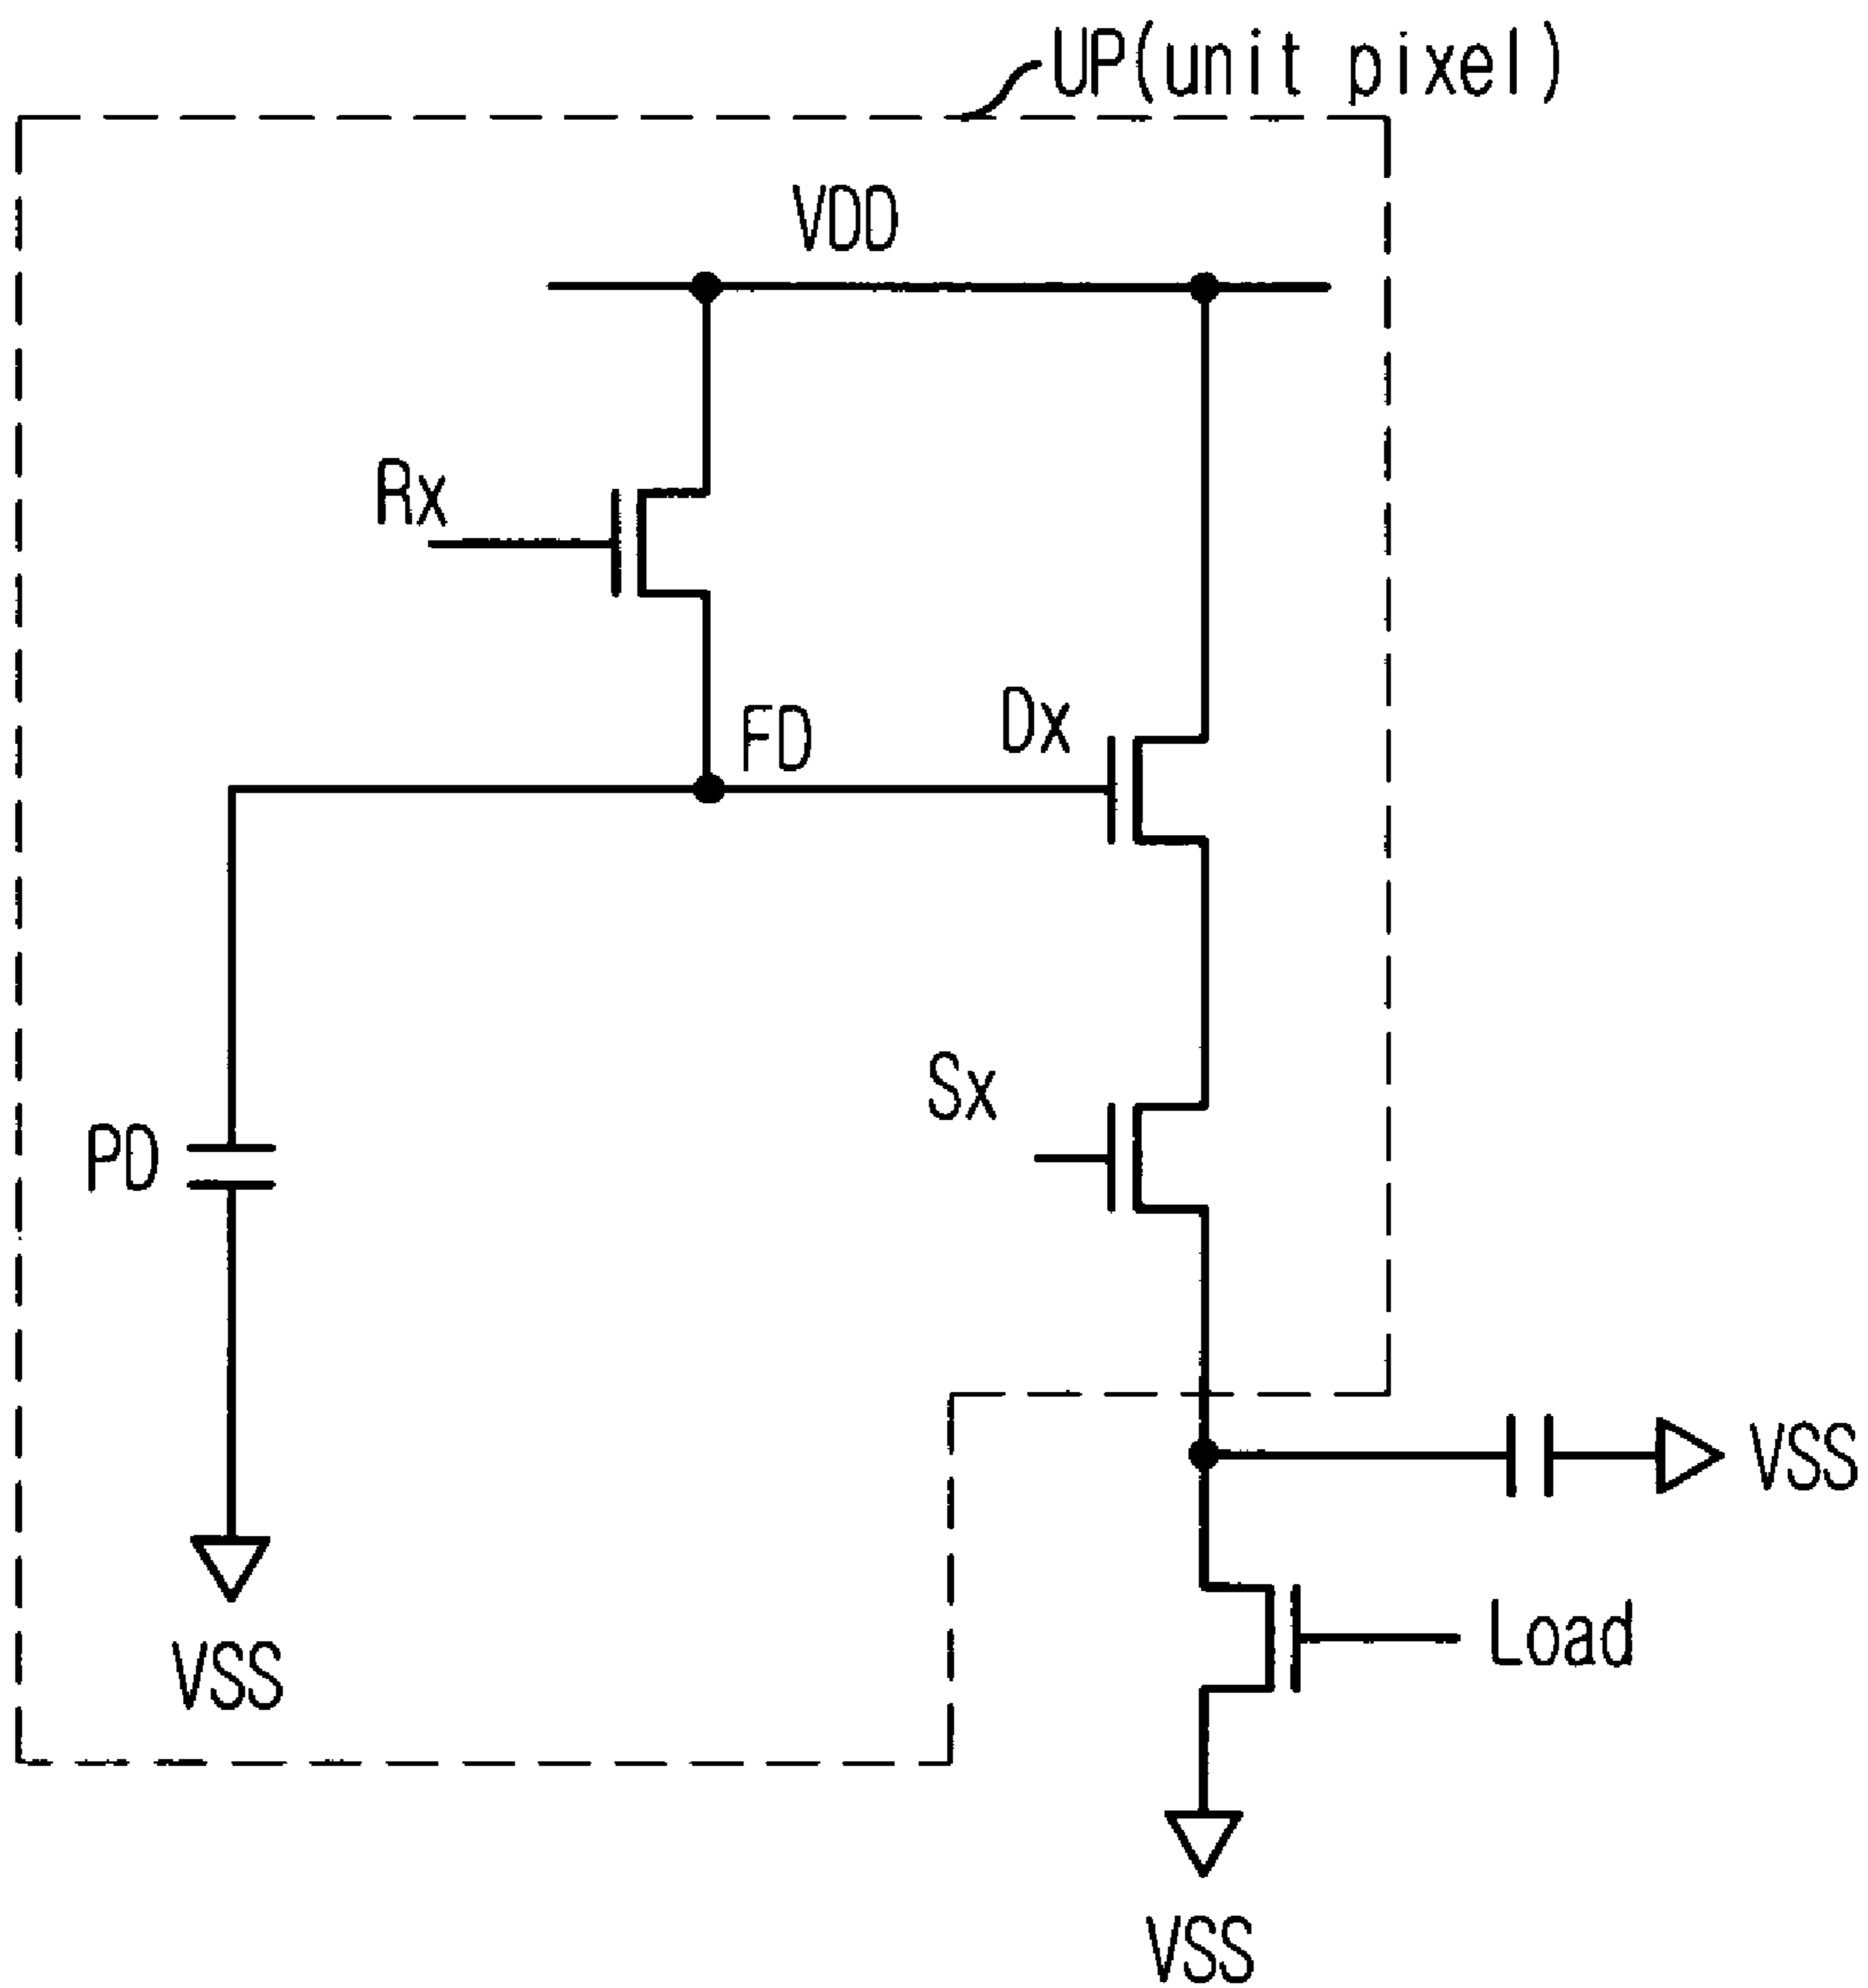 UP(unit pixel)
VDD
Rx
FD
Dx
Sx
PD
VSS
VSS
Load
VSS